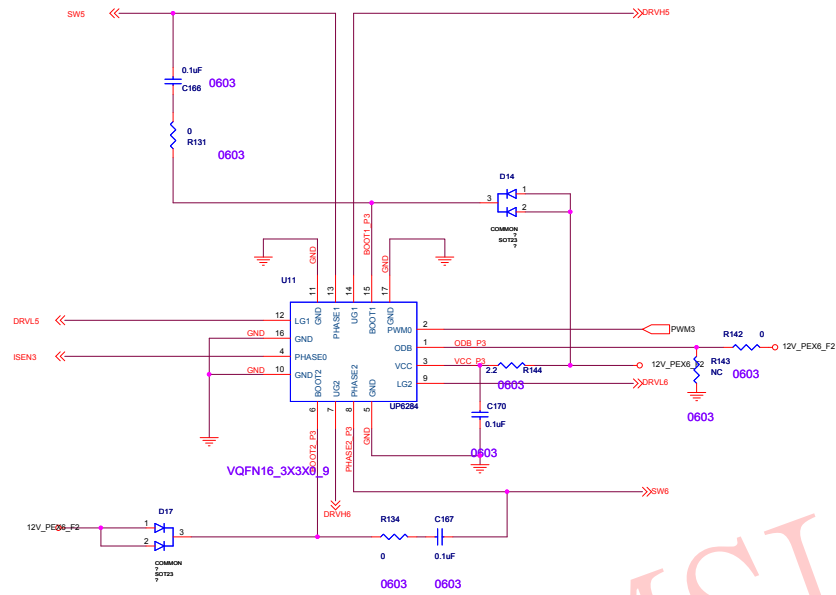 SW5
DRVH5
0.1uF
C166
0603
0
R131
0603
D14
3
1
2
COMMON
?
SOT23
?
BOOT1_P3
GND
GND
U11
11
13
14
15
17
GND
PHASE1
UG1
BOOT1
GND
DRVL5
12
LG1
GND
16
GND
ISEN3
4
PHASE0
GND
10
GND
PWM0
2
PWM3
ODB
1
ODB_P3
R142
0
12V_PEX6_F2
VCC
3
VCC_P3
2.2
R144
0603
12V_PEX6_F2
R143
NC
0603
0603
LG2
9
DRVL6
BOOT2
UG2
PHASE2
GND
UP6284
6
7
8
5
C170
0.1uF
0603
BOOT2_P3
PHASE2_P3
GND
VQFN16_3X3X0_9
DRVH6
SW6
D17
12V_PEX6_F2
1
2
3
COMMON
?
SOT23
?
R134
0
0603
C167
0.1uF
0603
MSI